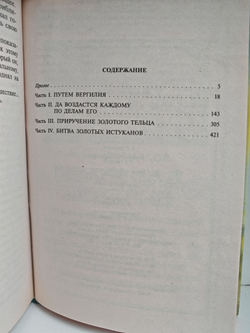 СОДЕРЖАНИЕ
Пролог 5
Часть I. ПУТЕМ ВЕРГИЛИЯ 18
Часть II. ДА ВОЗДАСТСЯ КАЖДОМУ
ПО ДЕЛАМ ЕГО 143
Часть III. ПРИРУЧЕНИЕ ЗОЛОТОГО ТЕЛЬЦА 305
Часть IV. БИТВА ЗОЛОТЫХ ИСТУКАНОВ 421